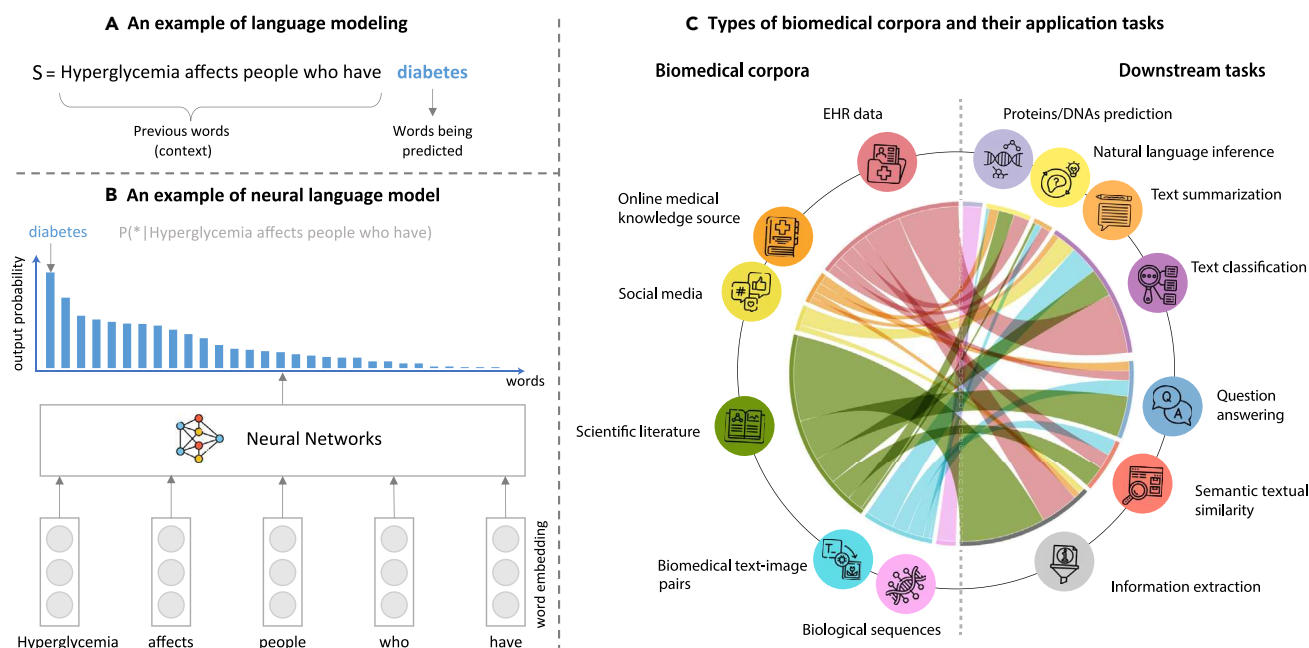 A An example of language modeling
S = Hyperglycemia affects people who have diabetes
Previous words
(context)
Words being
predicted
B An example of neural language model
diabetes P(*|Hyperglycemia affects people who have)
output probability
words
Neural Networks
word embedding
Hyperglycemia affects people who have
C Types of biomedical corpora and their application tasks
Biomedical corpora
Downstream tasks
EHR data
Online medical
knowledge source
Social media
#
Scientific literature
Biomedical text-image
pairs
T
Biological sequences
Proteins/DNAs prediction
Natural language inference
?
Text summarization
Text classification
Question
answering
Q
A
Semantic textual
similarity
Information extraction